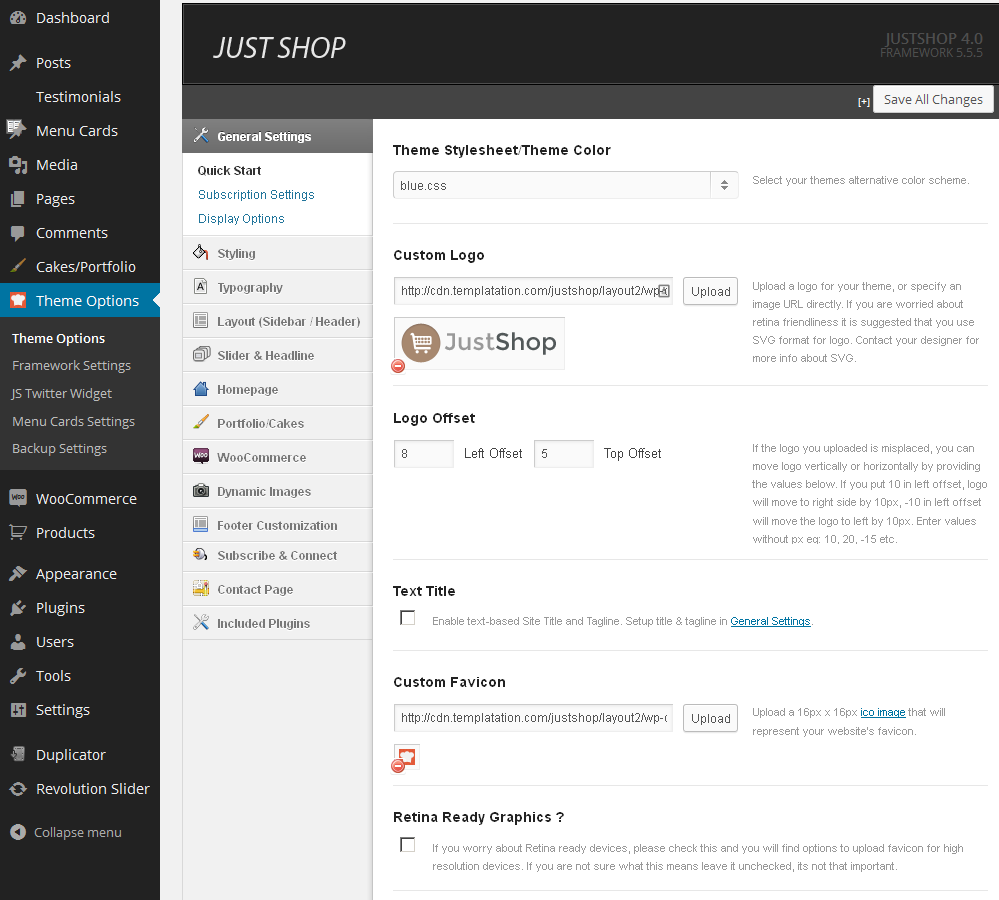 Dashboard
Posts
Testimonials
Menu Cards
Media
Pages
Comments
Cakes/Portfolio
Theme Options
Theme Options
Framework Settings
JS Twitter Widget
Menu Cards Settings
Backup Settings
WooCommerce
Products
Appearance
Plugins
Users
Tools
Settings
Duplicator
Revolution Slider
Collapse menu
JUST SHOP
JUSTSHOP 4.0
FRAMEWORK 5.5.5
[+]
Save All Changes
General Settings
Quick Start
Subscription Settings
Display Options
Styling
Typography
Layout (Sidebar / Header)
Slider & Headline
Homepage
Portfolio/Cakes
WooCommerce
Dynamic Images
Footer Customization
Subscribe & Connect
Contact Page
Included Plugins
Theme Stylesheet/Theme Color
blue.css
Select your themes alternative color scheme.
Custom Logo
http://cdn.templatation.com/justshop/layout2/wp-
Upload
JustShop
Upload a logo for your theme, or specify an
image URL directly. If you are worried about
retina friendliness it is suggested that you use
SVG format for logo. Contact your designer for
more info about SVG.
Logo Offset
8
Left Offset
5
Top Offset
If the logo you uploaded is misplaced, you can
move logo vertically or horizontally by providing
the values below. If you put 10 in left offset, logo
will move to right side by 10px, -10 in left offset
will move the logo to left by 10px. Enter values
without px eq: 10, 20, -15 etc.
Text Title
Enable text-based Site Title and Tagline. Setup title & tagline in General Settings.
Custom Favicon
http://cdn.templatation.com/justshop/layout2/wp-c
Upload
Upload a 16px x 16px ico image that will
represent your website's favicon.
Retina Ready Graphics ?
If you worry about Retina ready devices, please check this and you will find options to upload favicon for high
resolution devices. If you are not sure what this means leave it unchecked, its not that important.